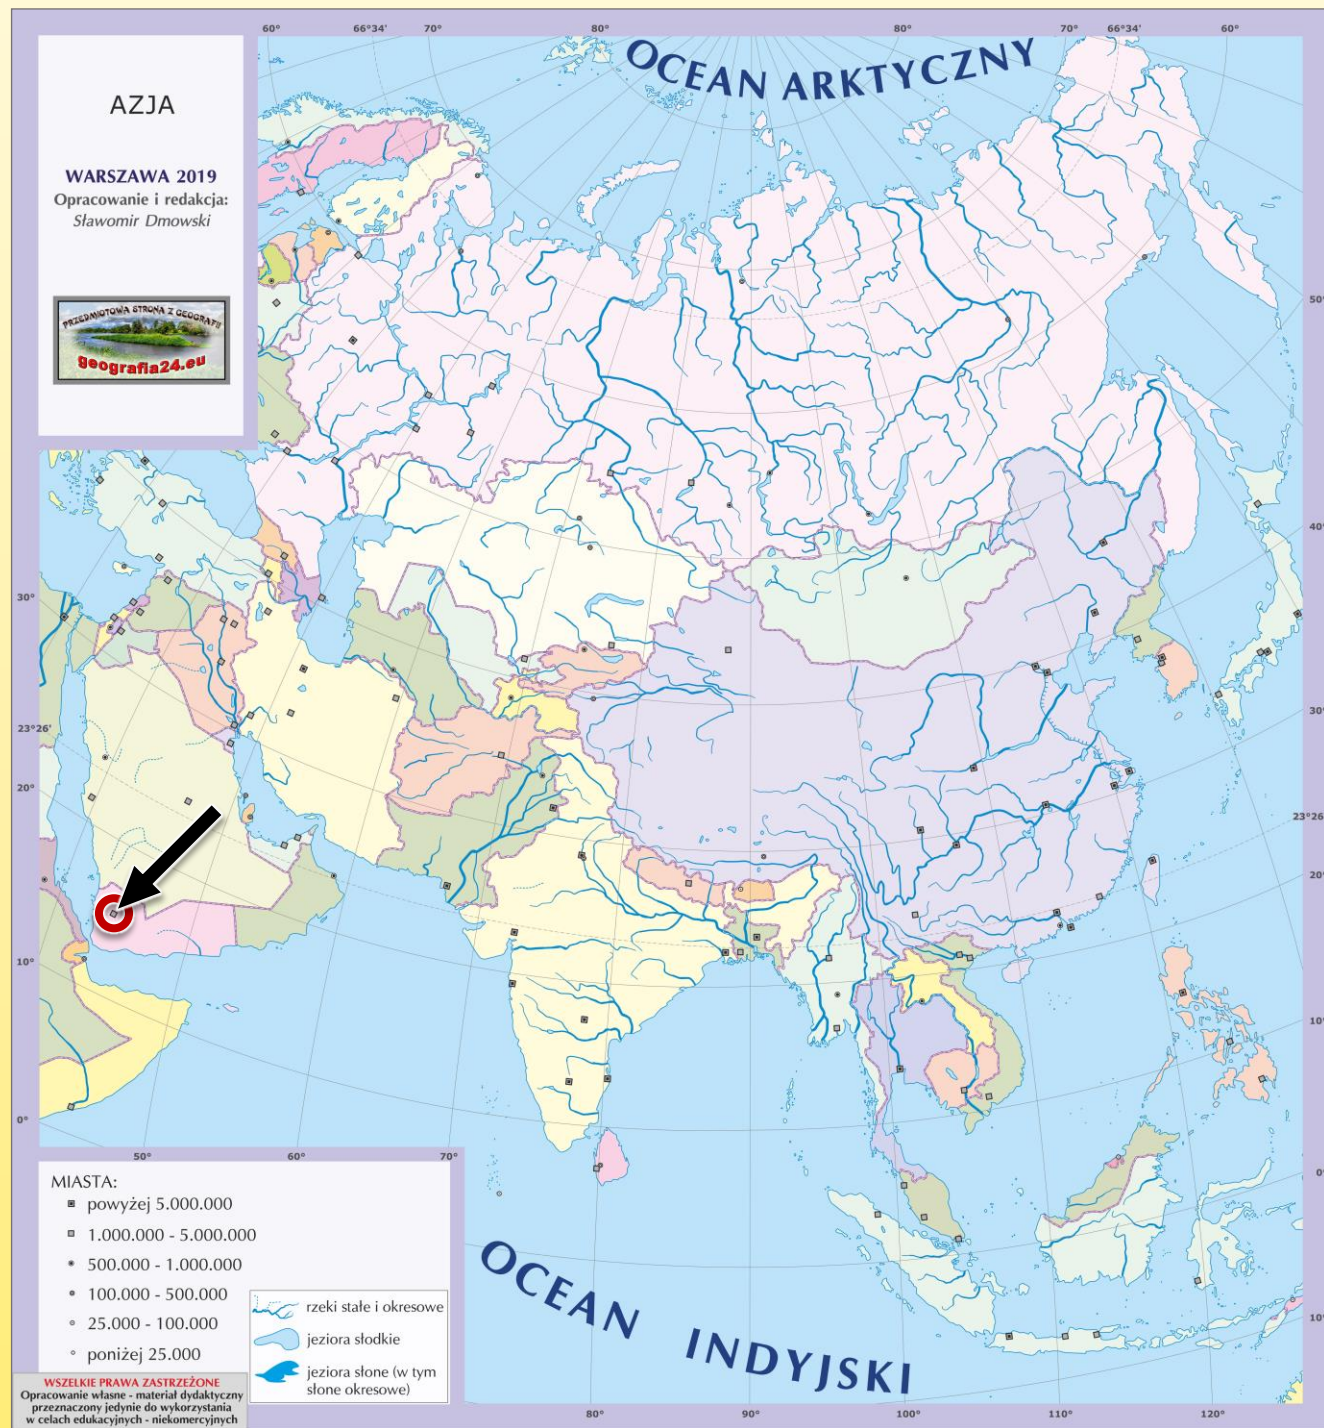 60°
66°34'
70°
80°
80°
70°
66°34'
60°
OCEAN ARKTYCZNY
AZJA
WARSZAWA 2019
Opracowanie i redakcja:
Sławomir Dmowski
PRZEDMIOTOWA STRONA Z GEOGRAFII
geografia24.eu
50°
40°
30°
30°
23°26'
20°
23°26'
20°
10°
10°
0°
0°
10°
50°
60°
70°
MIASTA:
powyżej 5.000.000
1.000.000 - 5.000.000
500.000 - 1.000.000
100.000 - 500.000
25.000 - 100.000
poniżej 25.000
rzeki stałe i okresowe
jeziora słodkie
jeziora słone (w tym
słone okresowe)
OCEAN INDYJSKI
WSZELKIE PRAWA ZASTRZEŻONE
Opracowanie własne - materiał dydaktyczny
przeznaczony jedynie do wykorzystania
w celach edukacyjnych - niekomercyjnych
80°
90°
100°
110°
120°